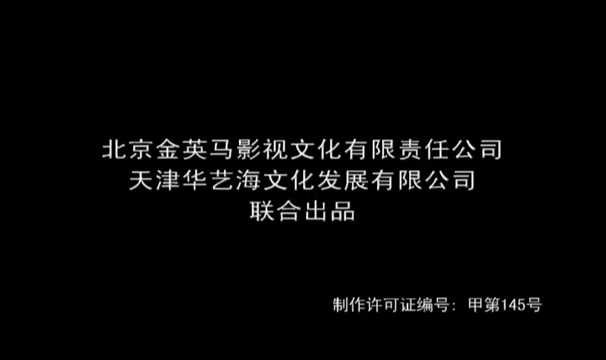 北京金英马影视文化有限责任公司
天津华艺海文化发展有限公司
联合出品
制作许可证编号：甲第145号